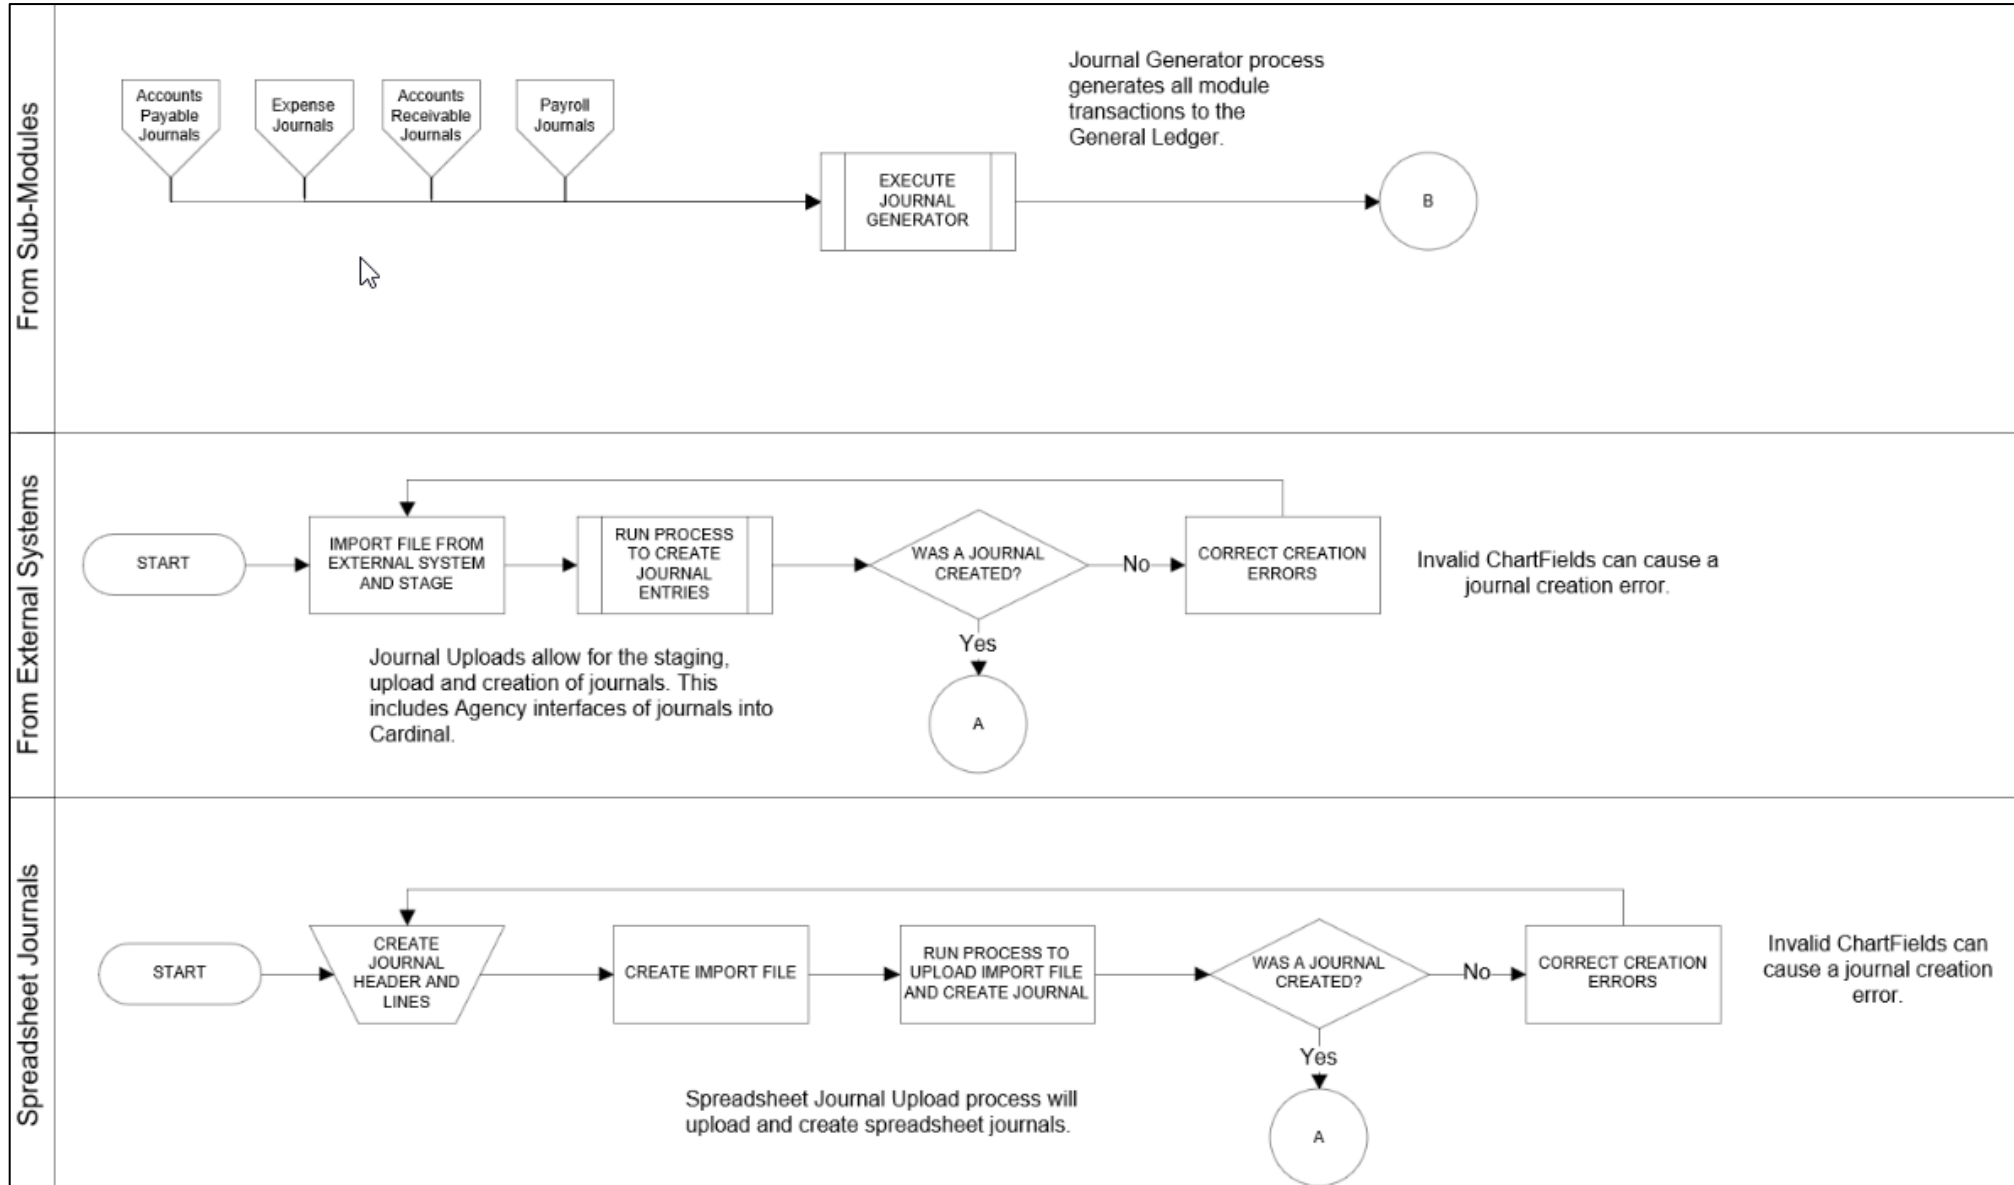 From Sub-Modules
Accounts
Payable
Journals
Expense
Journals
Accounts
Receivable
Journals
Payroll
Journals
EXECUTE
JOURNAL
GENERATOR
Journal Generator process
generates all module
transactions to the
General Ledger.
B
From External Systems
START
IMPORT FILE FROM
EXTERNAL SYSTEM
AND STAGE
RUN PROCESS
TO CREATE
JOURNAL
ENTRIES
WAS A JOURNAL
CREATED?
No
CORRECT CREATION
ERRORS
Invalid ChartFields can cause a
journal creation error.
Yes
A
Journal Uploads allow for the staging,
upload and creation of journals. This
includes Agency interfaces of journals into
Cardinal.
Spreadsheet Journals
START
CREATE
JOURNAL
HEADER AND
LINES
CREATE IMPORT FILE
RUN PROCESS TO
UPLOAD IMPORT FILE
AND CREATE JOURNAL
WAS A JOURNAL
CREATED?
No
CORRECT CREATION
ERRORS
Invalid ChartFields can
cause a journal creation
error.
Yes
A
Spreadsheet Journal Upload process will
upload and create spreadsheet journals.